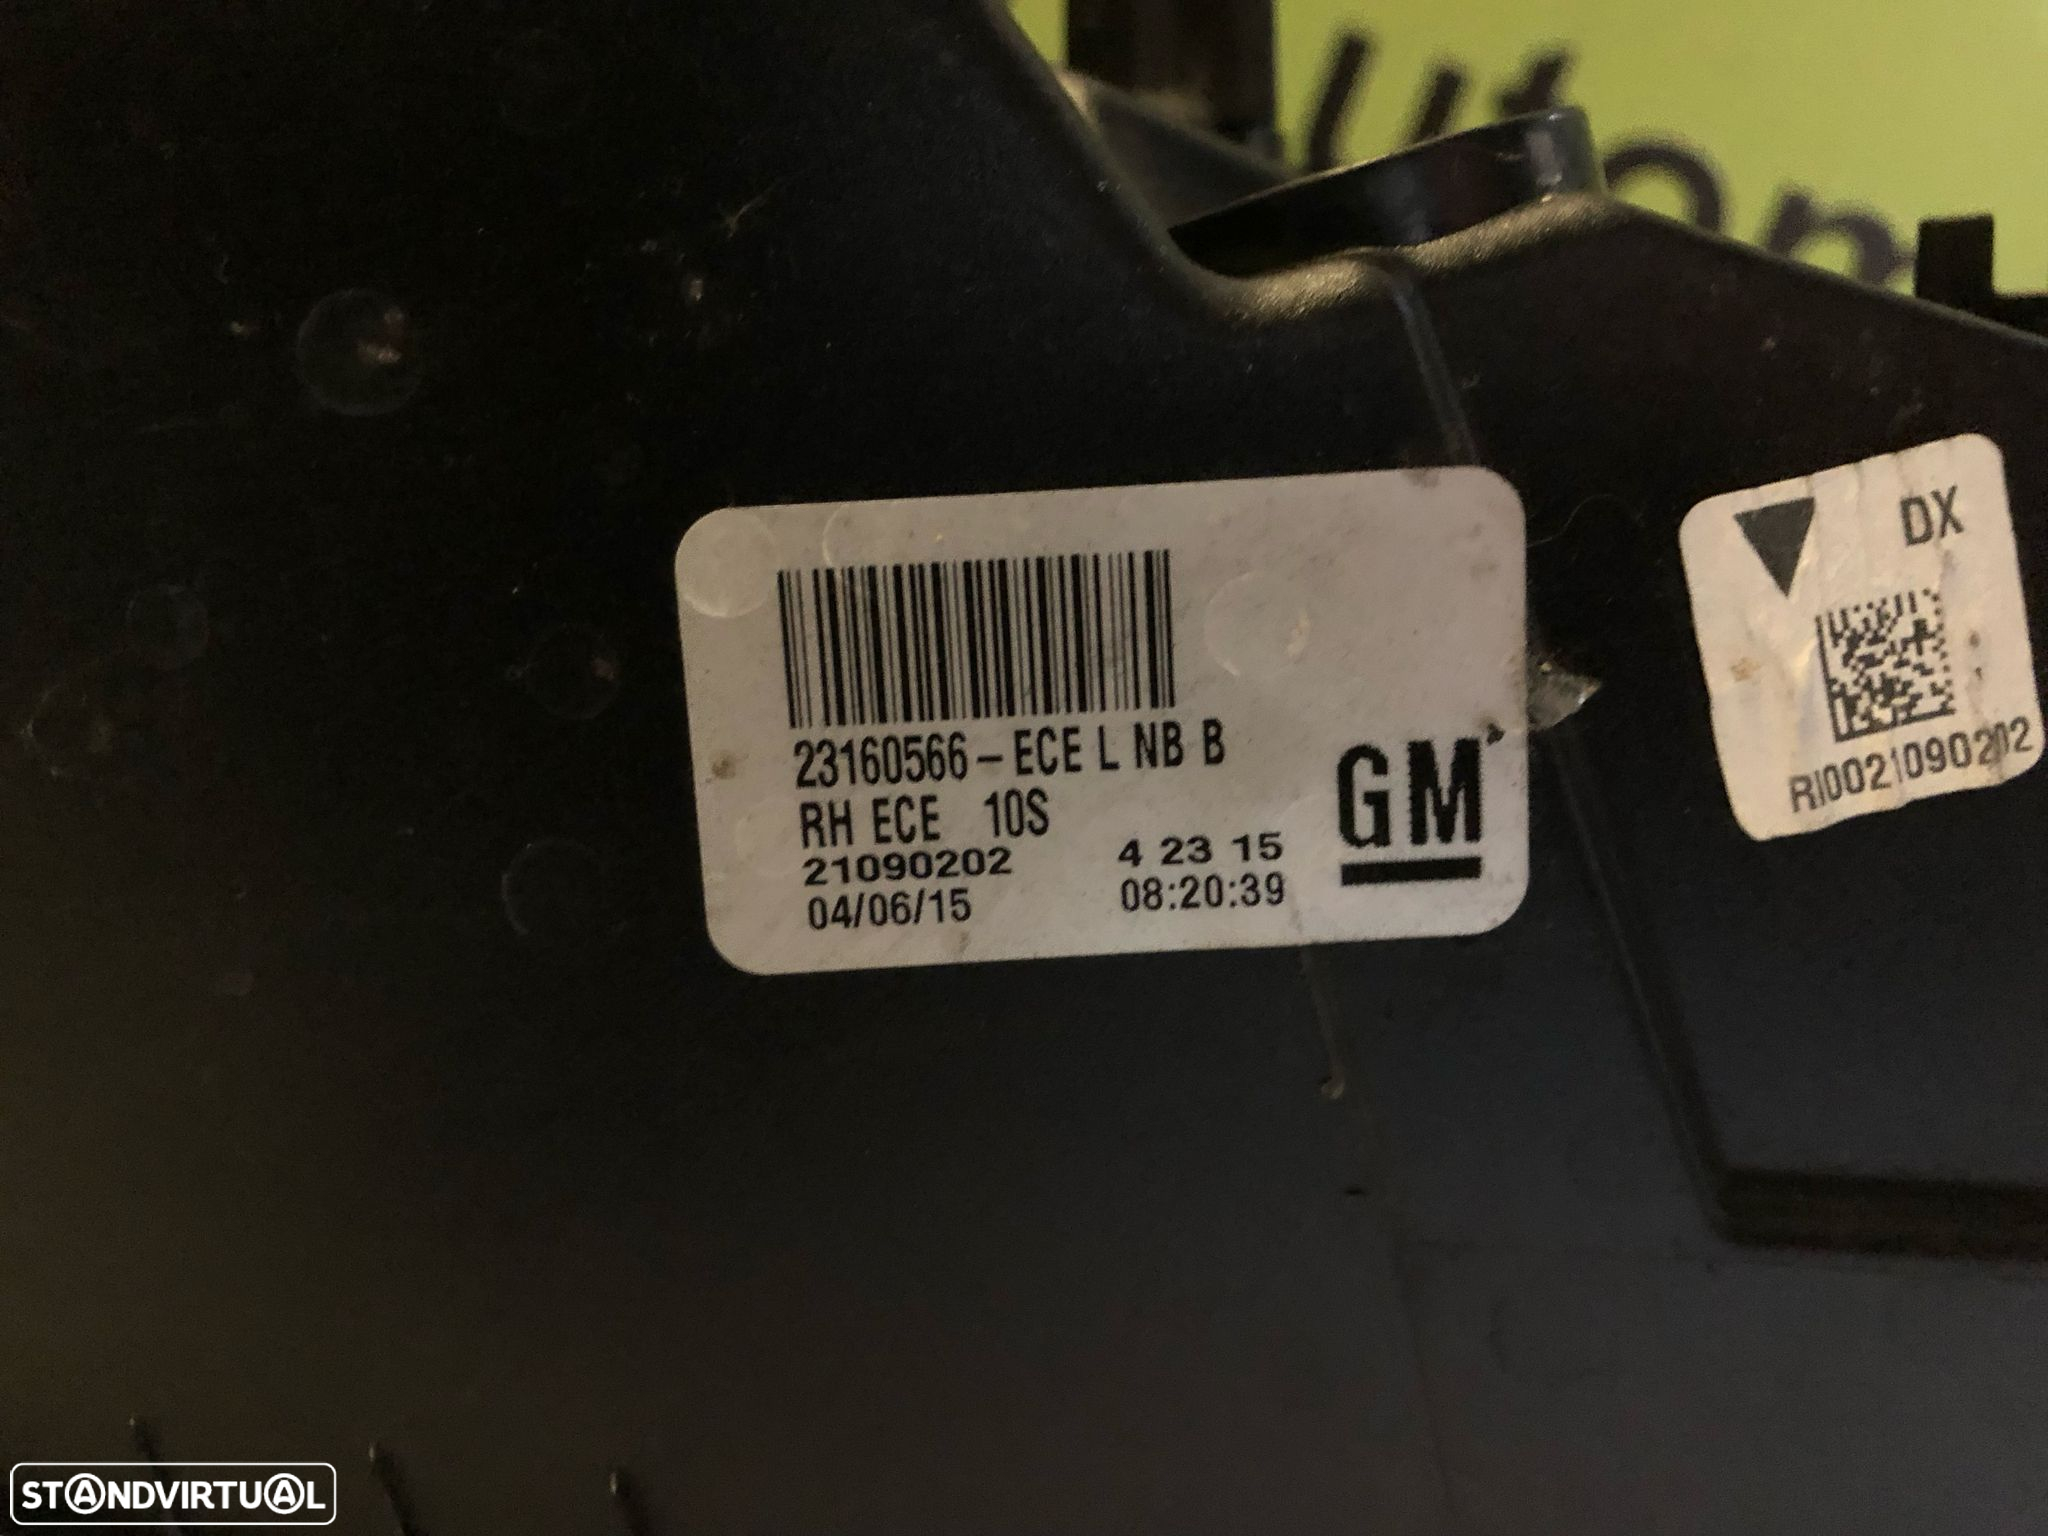 23160566-ECE L NB B
RH ECE 10S
21090202 4 23 15
04/06/15 08:20:39
GM
DX
RI0021090202
STANDVIRTUAL